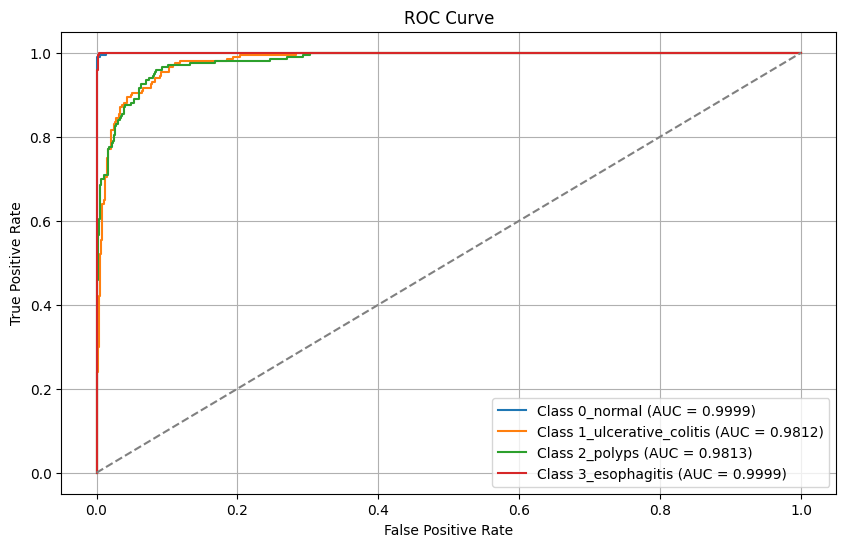 ROC Curve
True Positive Rate
1.0
0.8
0.6
0.4
0.2
0.0
Class 0_normal (AUC = 0.9999)
Class 1_ulcerative_colitis (AUC = 0.9812)
Class 2_polyps (AUC = 0.9813)
Class 3_esophagitis (AUC = 0.9999)
0.0 0.2 0.4 0.6 0.8 1.0
False Positive Rate